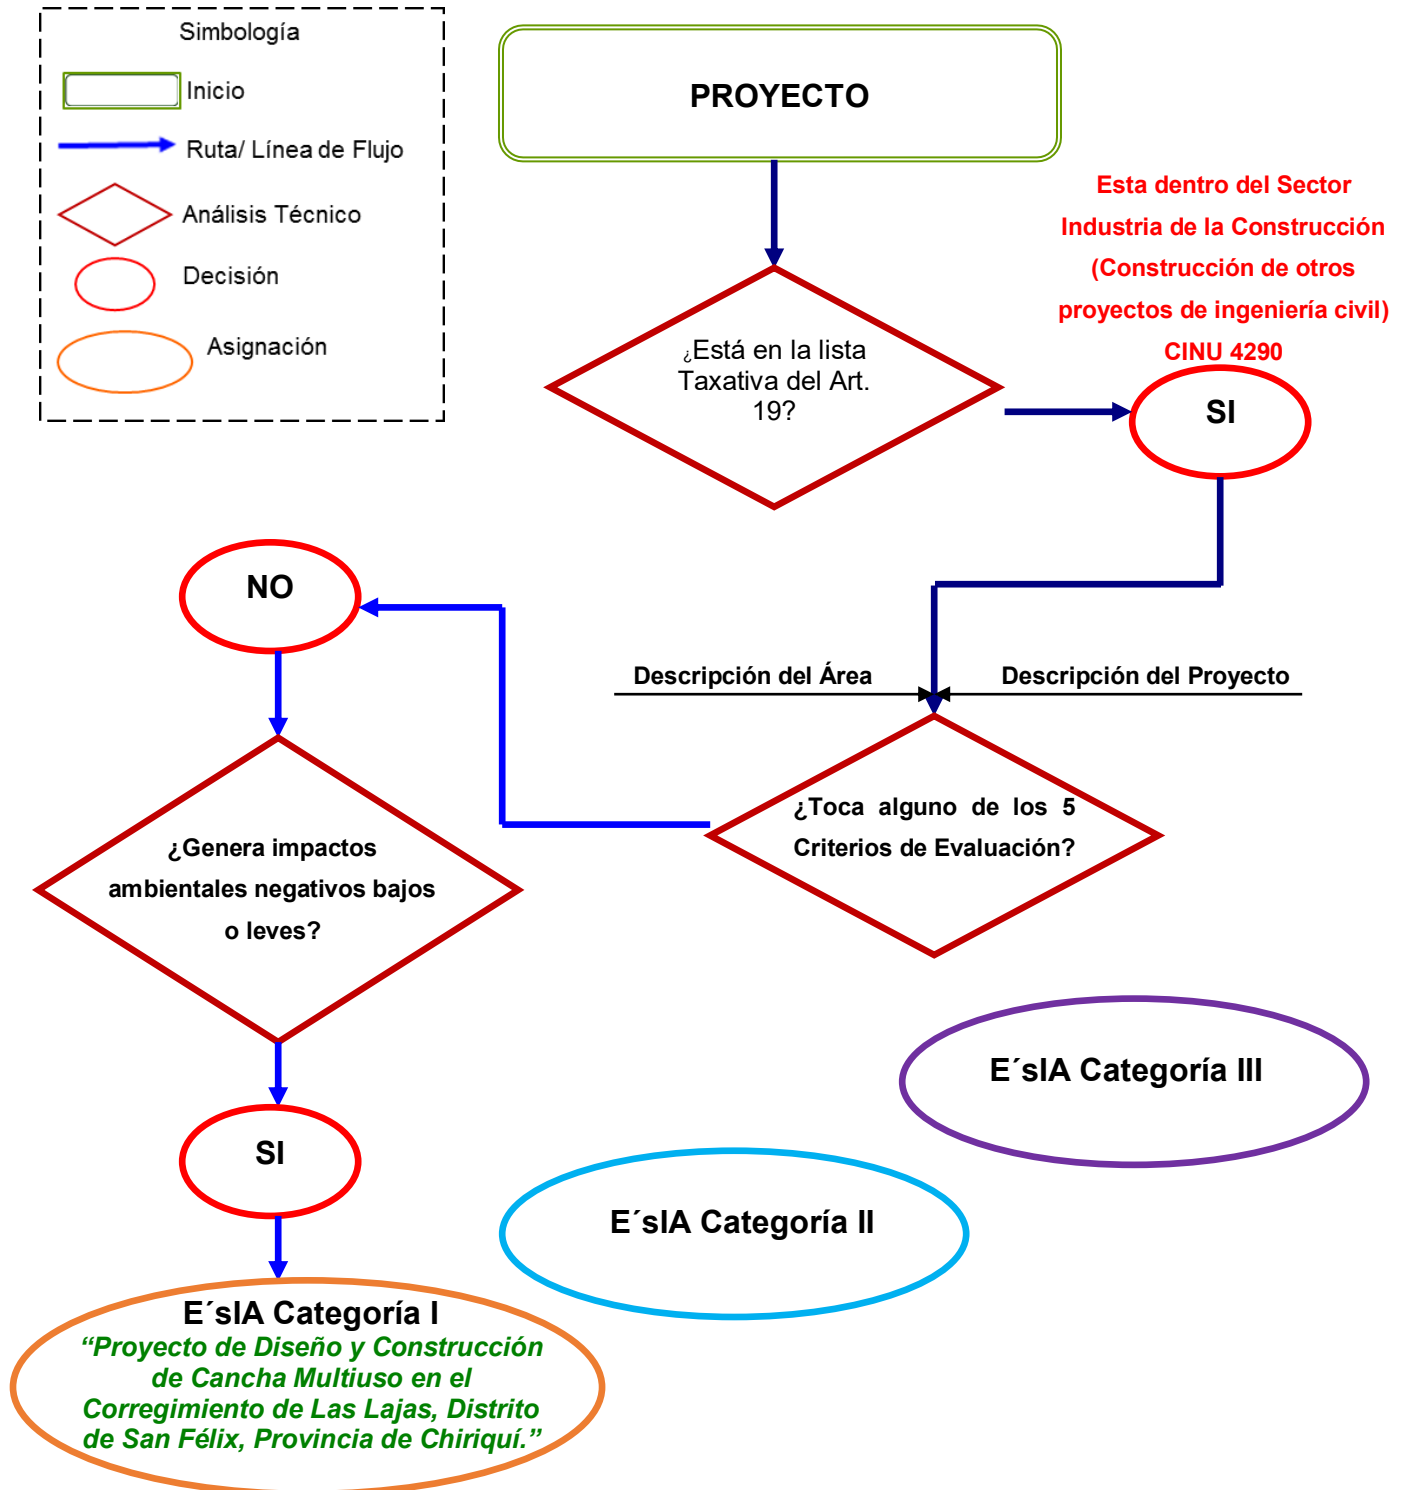 Simbología
Inicio
Ruta/ Línea de Flujo
Análisis Técnico
Decisión
Asignación
PROYECTO
Esta dentro del Sector
Industria de la Construcción
(Construcción de otros
proyectos de ingeniería civil)
CINU 4290
¿Está en la lista
Taxativa del Art.
19?
SI
NO
Descripción del Área
Descripción del Proyecto
¿Toca alguno de los 5
Criterios de Evaluación?
¿Genera impactos
ambientales negativos bajos
o leves?
E´sIA Categoría III
SI
E´sIA Categoría II
E´sIA Categoría I
“Proyecto de Diseño y Construcción
de Cancha Multiuso en el
Corregimiento de Las Lajas, Distrito
de San Félix, Provincia de Chiriquí.”